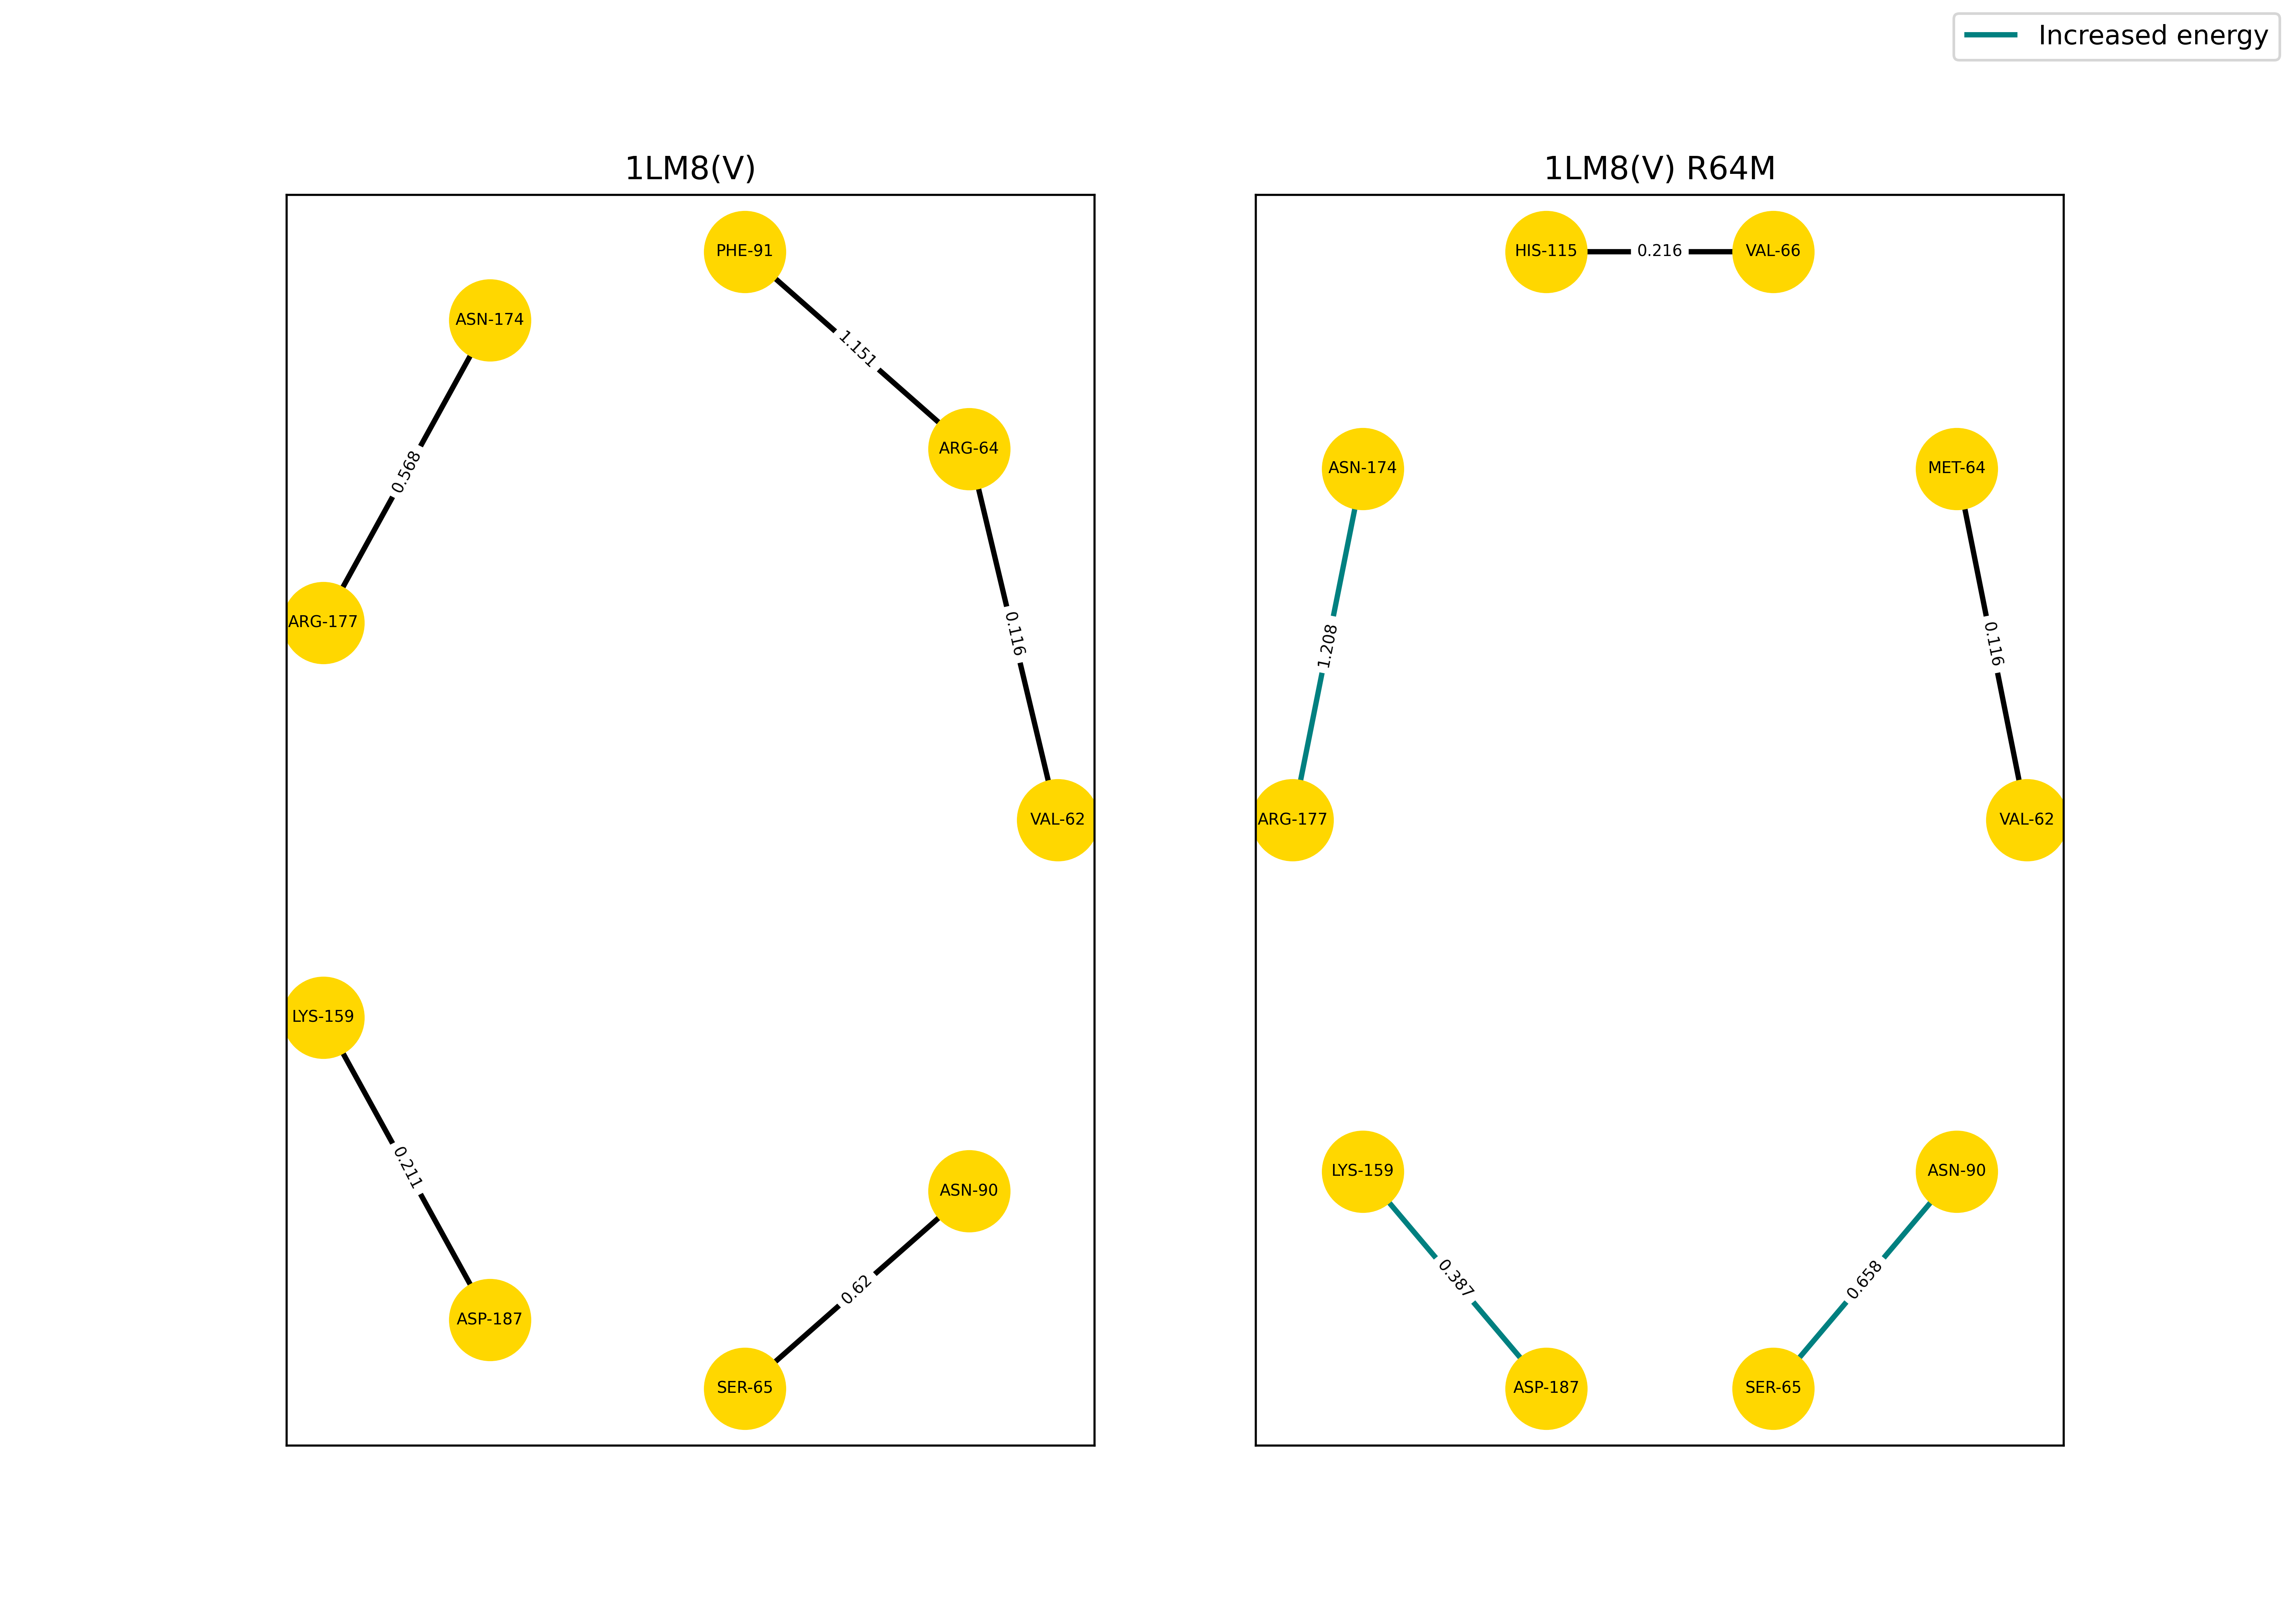 Increased energy
1LM8(V)
PHE-91
ASN-174
1.151
ARG-64
0.568
ARG-177
0.116
VAL-62
LYS-159
0.211
ASN-90
0.62
ASP-187
SER-65
1LM8(V) R64M
HIS-115
0.216
VAL-66
ASN-174
MET-64
1.208
0.116
ARG-177
VAL-62
LYS-159
ASN-90
0.387
0.658
ASP-187
SER-65